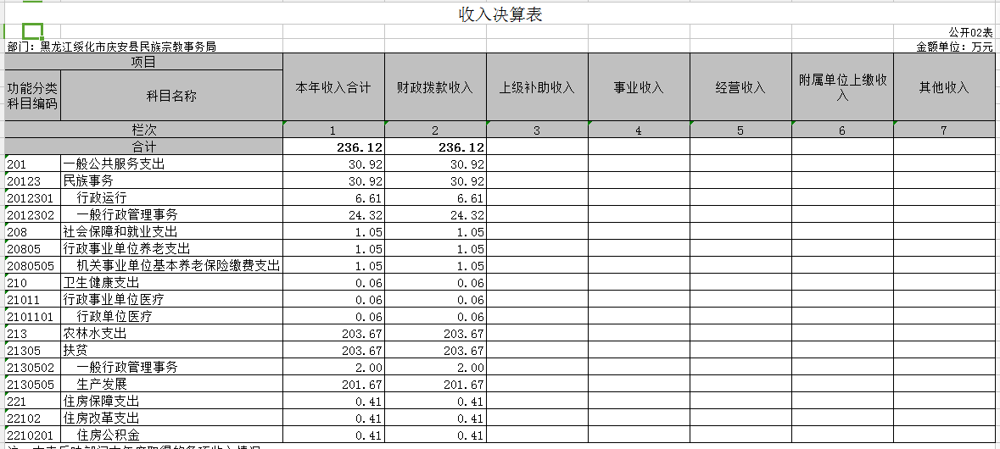 收入决算表
公开02表
部门：黑龙江绥化市庆安县民族宗教事务局 金额单位：万元
项目 本年收入合计 财政拨款收入 上级补助收入 事业收入 经营收入 附属单位上缴收入 其他收入
功能分类科目编码 科目名称
栏次 1 2 3 4 5 6 7
合计 236.12 236.12
201 一般公共服务支出 30.92 30.92
20123 民族事务 30.92 30.92
2012301 行政运行 6.61 6.61
2012302 一般行政管理事务 24.32 24.32
208 社会保障和就业支出 1.05 1.05
20805 行政事业单位养老支出 1.05 1.05
2080505 机关事业单位基本养老保险缴费支出 1.05 1.05
210 卫生健康支出 0.06 0.06
21011 行政事业单位医疗 0.06 0.06
2101101 行政单位医疗 0.06 0.06
213 农林水支出 203.67 203.67
21305 扶贫 203.67 203.67
2130502 一般行政管理事务 2.00 2.00
2130505 生产发展 201.67 201.67
221 住房保障支出 0.41 0.41
22102 住房改革支出 0.41 0.41
2210201 住房公积金 0.41 0.41